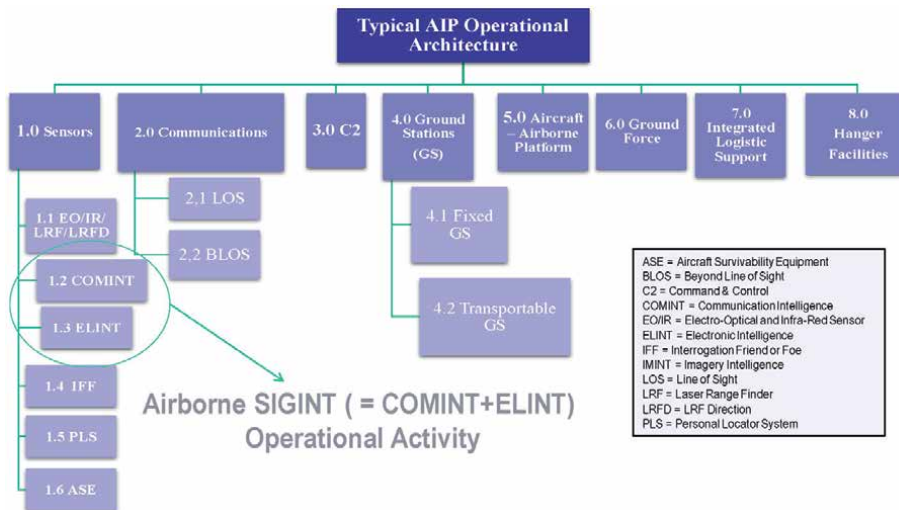 Typical AIP Operational
Architecture
1.0 Sensors
2.0 Communications
3.0 C2
4.0 Ground
Stations
(GS)
5.0 Aircraft
– Airborne
Platform
6.0 Ground
Force
7.0
Integrated
Logistic
Support
8.0
Hanger
Facilities
1.1 EO/IR/
LRF/LRFD
1.2 COMINT
1.3 ELINT
1.4 IFF
1.5 PLS
1.6 ASE
2,1 LOS
2,2 BLOS
4.1 Fixed
GS
4.2 Transportable
GS
Airborne SIGINT ( = COMINT+ELINT)
Operational Activity
ASE = Aircraft Survivability Equipment
BLOS = Beyond Line of Sight
C2 = Command & Control
COMINT = Communication Intelligence
EO/IR = Electro-Optical and Infra-Red Sensor
ELINT = Electronic Intelligence
IFF = Interrogation Friend or Foe
IMINT = Imagery Intelligence
LOS = Line of Sight
LRF = Laser Range Finder
LRFD = LRF Direction
PLS = Personal Locator System